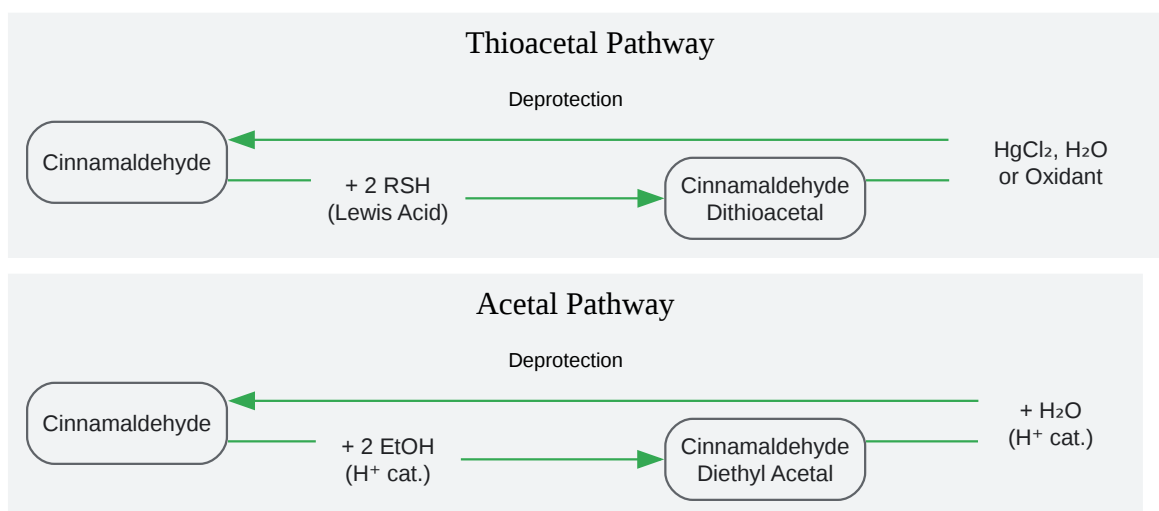 Thioacetal Pathway
Deprotection
Cinnamaldehyde
+ 2 RSH
(Lewis Acid)
Cinnamaldehyde
Dithioacetal
HgCl₂, H₂O
or Oxidant
Acetal Pathway
Deprotection
Cinnamaldehyde
+ 2 EtOH
(H⁺ cat.)
Cinnamaldehyde
Diethyl Acetal
+ H₂O
(H⁺ cat.)